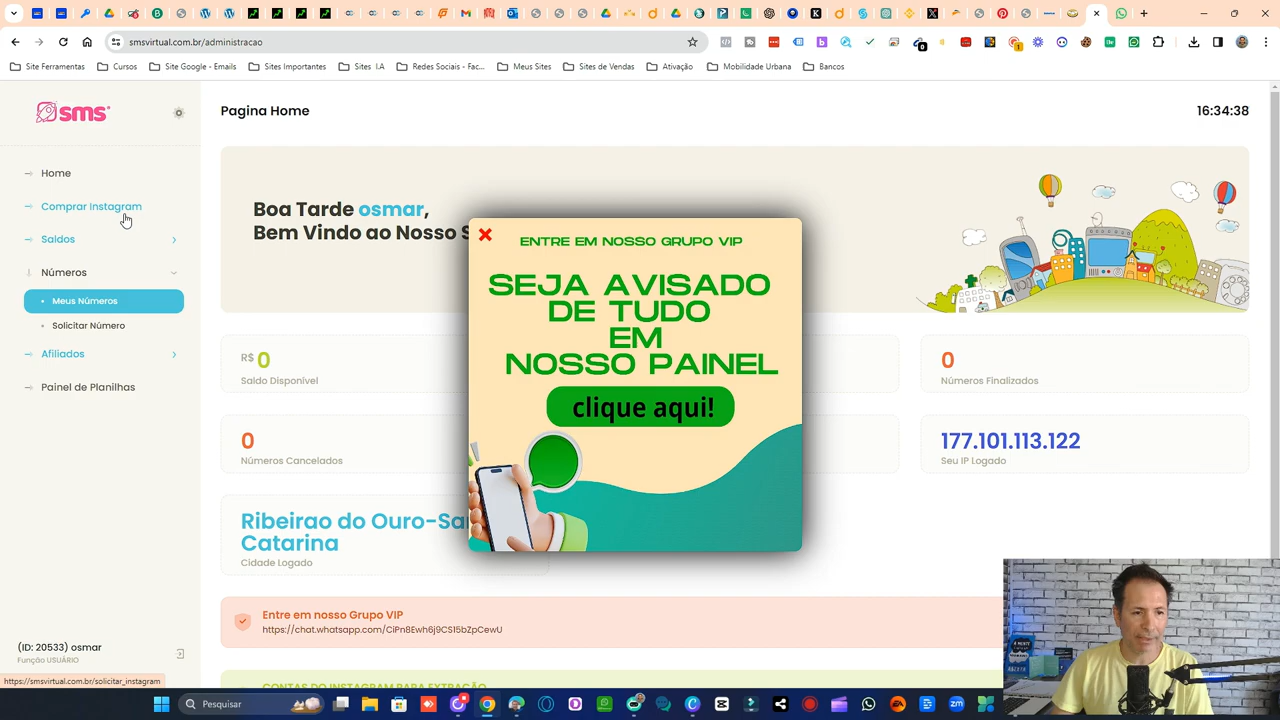 smsvirtual.com.br/administracao
Site Ferramentas
Cursos
Site Google - Emails
Sites Importantes
Sites I.A
Redes Sociais - Fac...
Meus Sites
Sites de Vendas
Ativação
Mobilidade Urbana
Bancos
sms
Pagina Home
16:34:38
Home
Comprar Instagram
Saldos
Números
Meus Números
Solicitar Número
Afiliados
Painel de Planilhas
Boa Tarde osmar,
Bem Vindo ao Nosso S
ENTRE EM NOSSO GRUPO VIP
SEJA AVISADO
DE TUDO
EM
NOSSO PAINEL
clique aqui!
R$ 0
Saldo Disponível
0
Números Finalizados
0
Números Cancelados
177.101.113.122
Seu IP Logado
Ribeirao do Ouro-Sa
Catarina
Cidade Logado
Entre em nosso Grupo VIP
https://chat.whatsapp.com/CiPn8Ewh6j9CS15bZpCewU
CONTAS DO INSTAGRAM PARA EXTRAÇÃO
(ID: 20533) osmar
Função USUÁRIO
https://smsvirtual.com.br/solicitar_instagram
Pesquisar